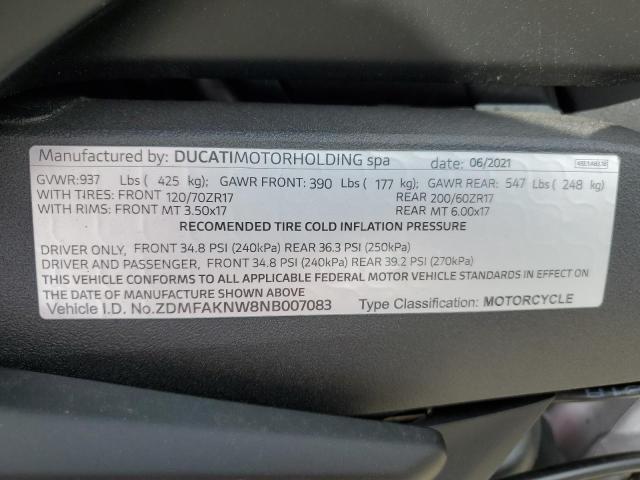 Manufactured by: DUCATIMOTORHOLDING spa date: 06/2021
GVWR:937 Lbs ( 425 kg); GAWR FRONT: 390 Lbs ( 177 kg); GAWR REAR: 547 Lbs ( 248 kg)
WITH TIRES: FRONT 120/70ZR17 REAR 200/60ZR17
WITH RIMS: FRONT MT 3.50x17 REAR MT 6.00x17
RECOMENDED TIRE COLD INFLATION PRESSURE
DRIVER ONLY, FRONT 34.8 PSI (240kPa) REAR 36.3 PSI (250kPa)
DRIVER AND PASSENGER, FRONT 34.8 PSI (240kPa) REAR 39.2 PSI (270kPa)
THIS VEHICLE CONFORMS TO ALL APPLICABLE FEDERAL MOTOR VEHICLE STANDARDS IN EFFECT ON
THE DATE OF MANUFACTURE SHOWN ABOVE
Vehicle I.D. No.ZDMFAKNW8NB007083 Type Classification: MOTORCYCLE